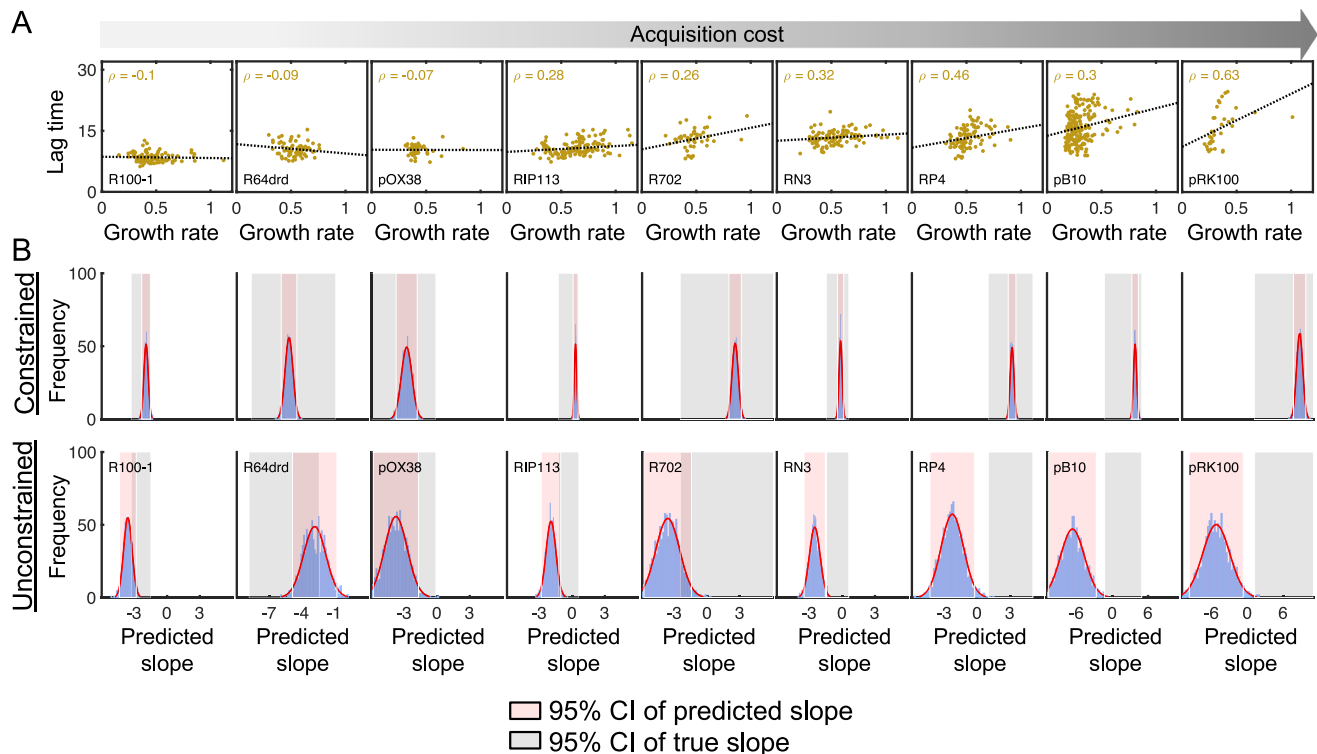 A
Acquisition cost
Lag time
30
15
0
ρ = -0.1
ρ = -0.09
ρ = -0.07
ρ = 0.28
ρ = 0.26
ρ = 0.32
ρ = 0.46
ρ = 0.3
ρ = 0.63
R100-1
R64drd
pOX38
RIP113
R702
RN3
RP4
pB10
pRK100
0 0.5 1
0 0.5 1
0 0.5 1
0 0.5 1
0 0.5 1
0 0.5 1
0 0.5 1
0 0.5 1
0 0.5 1
Growth rate
Growth rate
Growth rate
Growth rate
Growth rate
Growth rate
Growth rate
Growth rate
Growth rate
B
Constrained
Frequency
100
50
0
Unconstrained
Frequency
100
50
0
R100-1
R64drd
pOX38
RIP113
R702
RN3
RP4
pB10
pRK100
-3 0 3
-7 -4 -1
-3 0 3
-3 0 3
-3 0 3
-3 0 3
-3 0 3
-6 0 5
-6 0 6
Predicted slope
Predicted slope
Predicted slope
Predicted slope
Predicted slope
Predicted slope
Predicted slope
Predicted slope
Predicted slope
95% CI of predicted slope
95% CI of true slope